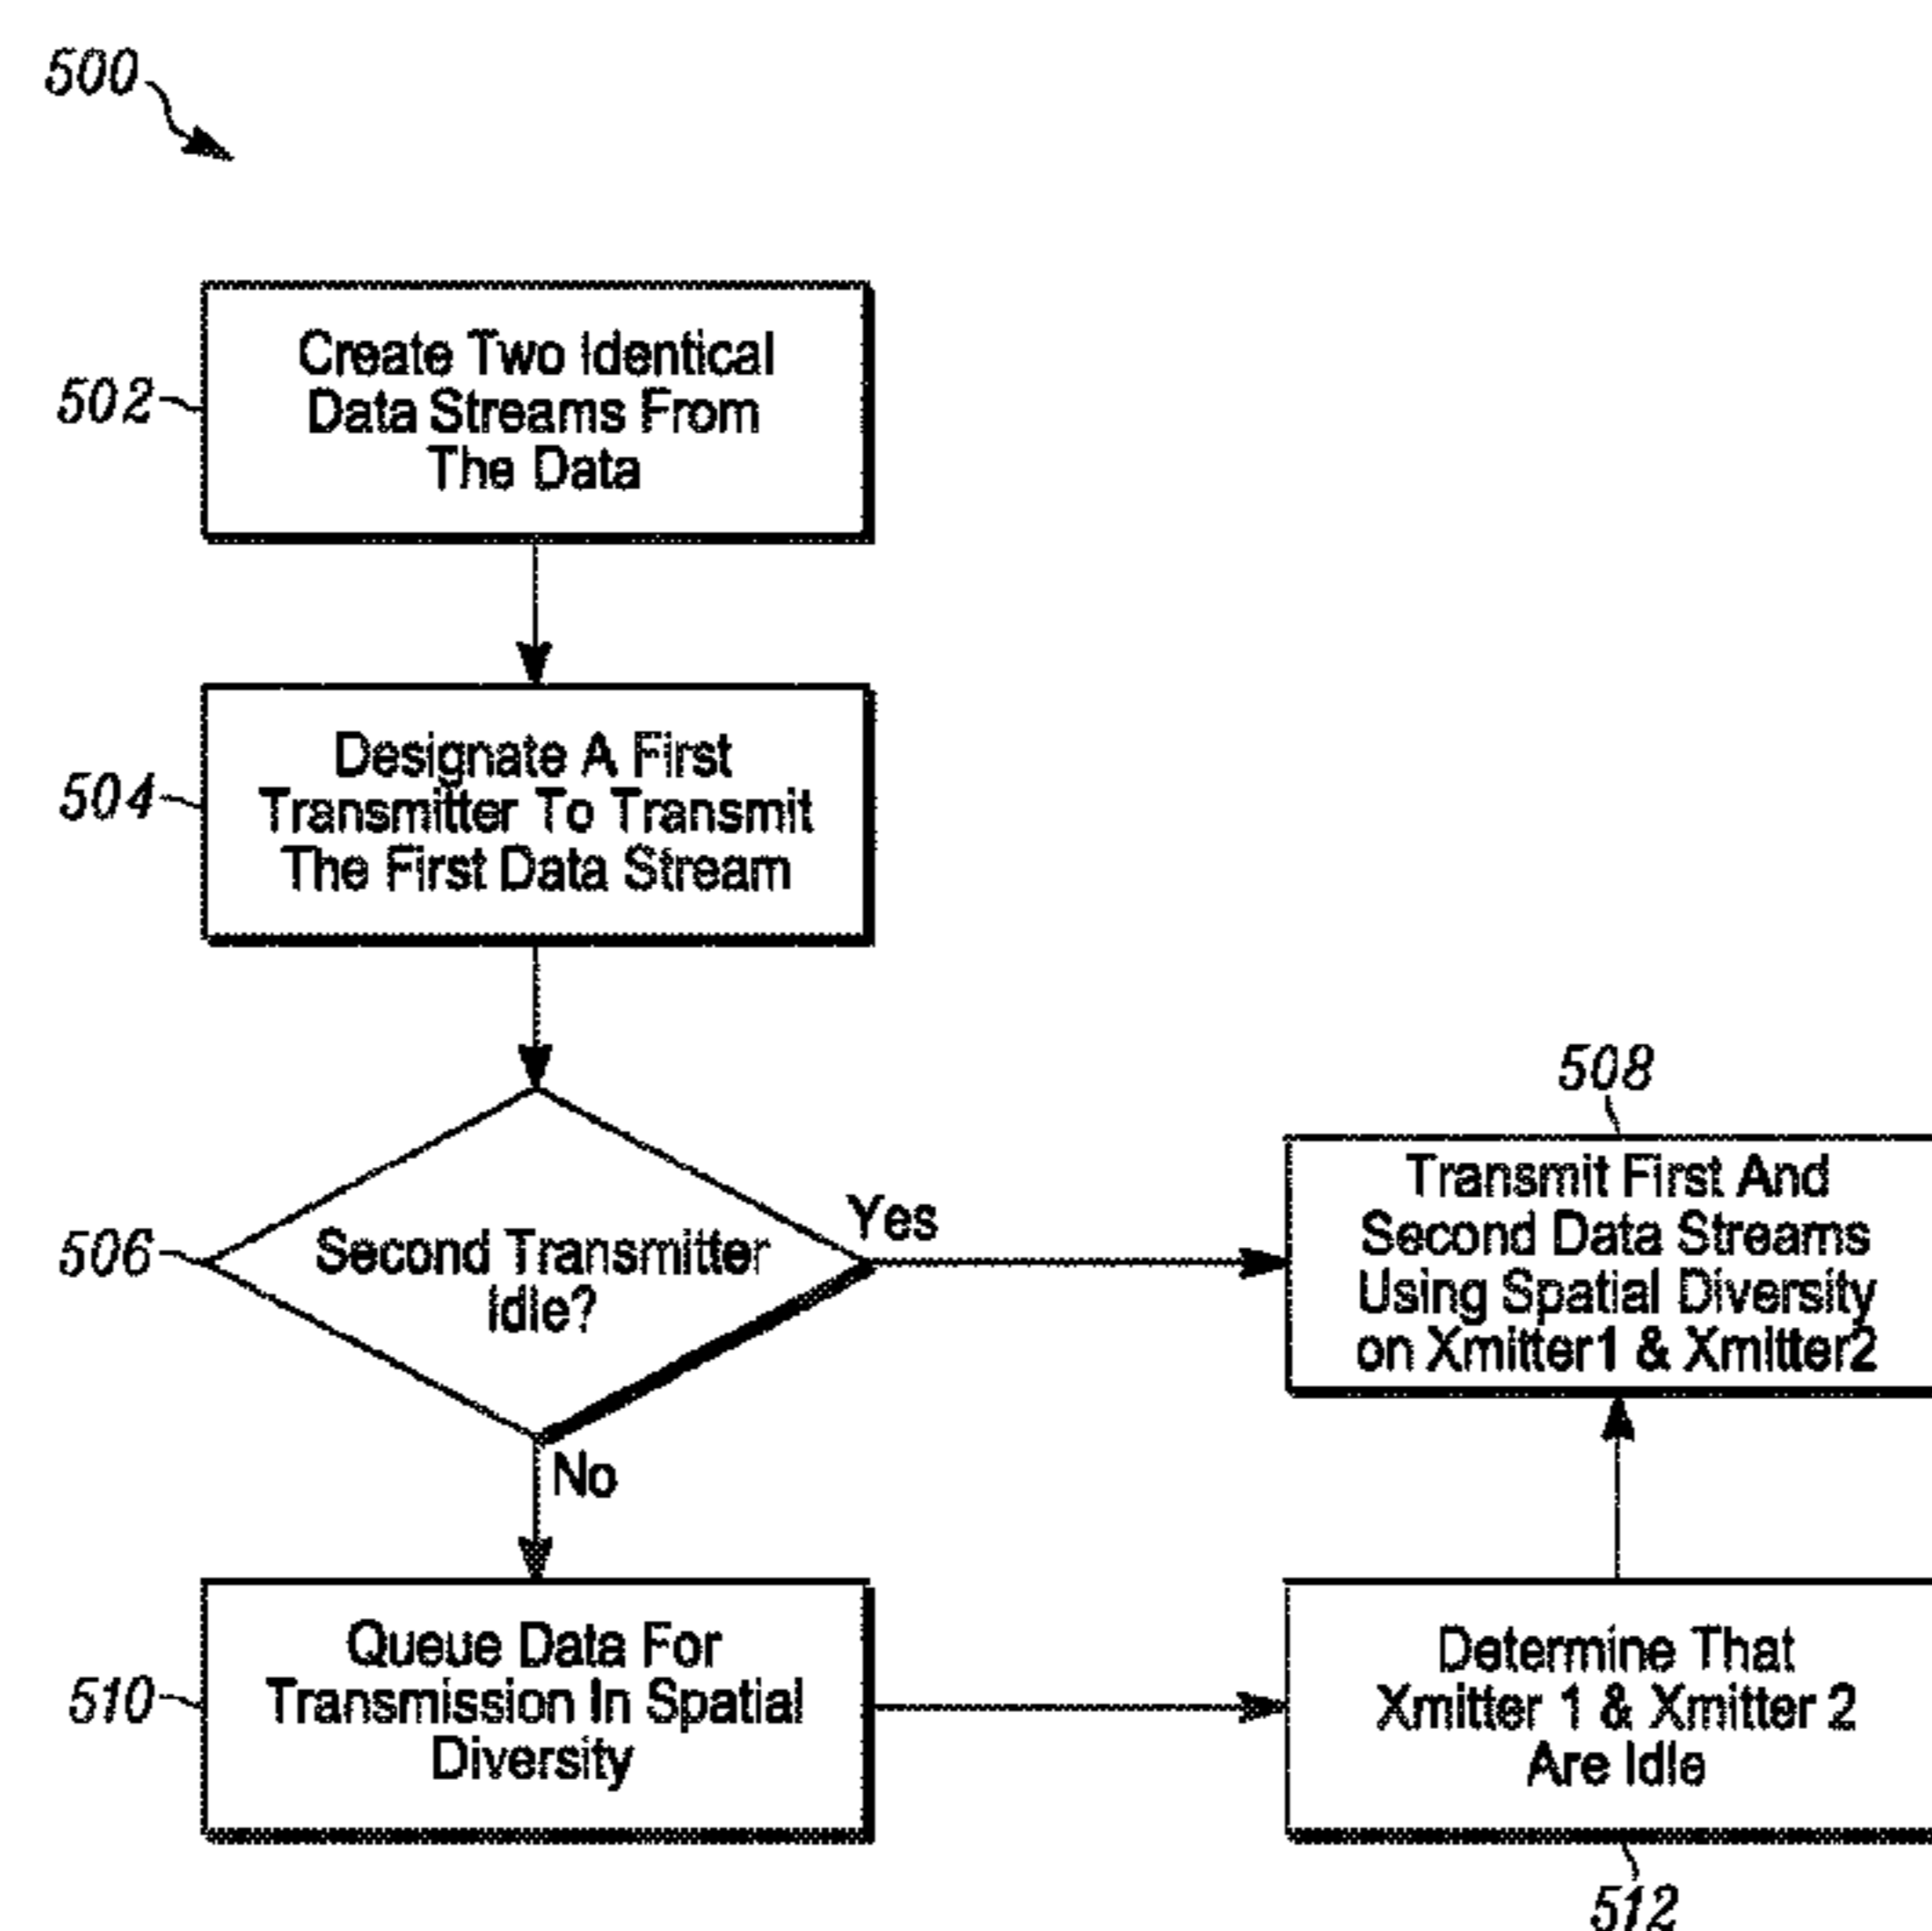 500
502
Create Two Identical
Data Streams From
The Data
504
Designate A First
Transmitter To Transmit
The First Data Stream
506
Second Transmitter
Idle?
Yes
No
508
Transmit First And
Second Data Streams
Using Spatial Diversity
on Xmitter1 & Xmitter2
510
Queue Data For
Transmission In Spatial
Diversity
Determine That
Xmitter 1 & Xmitter 2
Are Idle
512